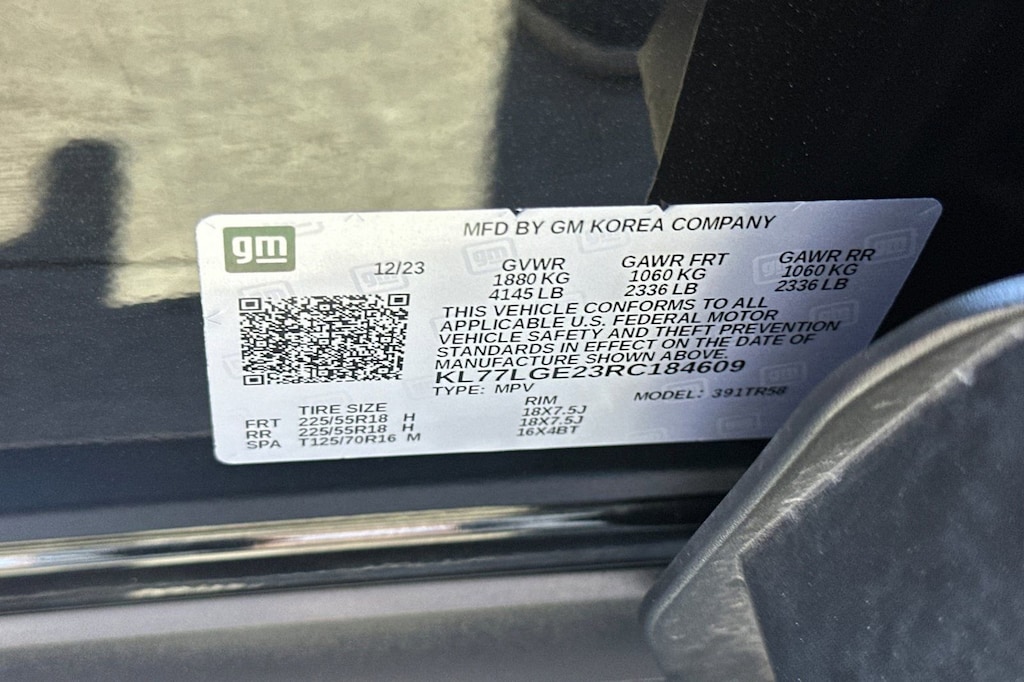 MFD BY GM KOREA COMPANY
gm
12/23
GVWR GAWR FRT GAWR RR
1880 KG 1060 KG 1060 KG
4145 LB 2336 LB 2336 LB
THIS VEHICLE CONFORMS TO ALL
APPLICABLE U.S. FEDERAL MOTOR
VEHICLE SAFETY AND THEFT PREVENTION
STANDARDS IN EFFECT ON THE DATE OF
MANUFACTURE SHOWN ABOVE.
KL77LGE23RC184609
TYPE: MPV MODEL: 391TR58
TIRE SIZE RIM
FRT 225/55R18 H 18X7.5J
RR 225/55R18 H 18X7.5J
SPA T125/70R16 M 16X4BT